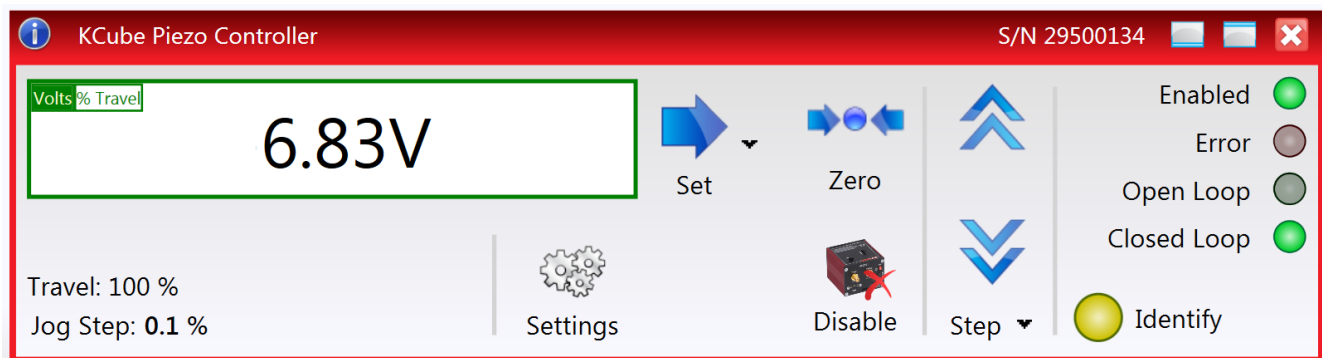 KCube Piezo Controller
S/N 29500134
Volts % Travel
6.83V
Set
Zero
Enabled
Error
Open Loop
Closed Loop
Travel: 100 %
Jog Step: 0.1 %
Settings
Disable
Step
Identify